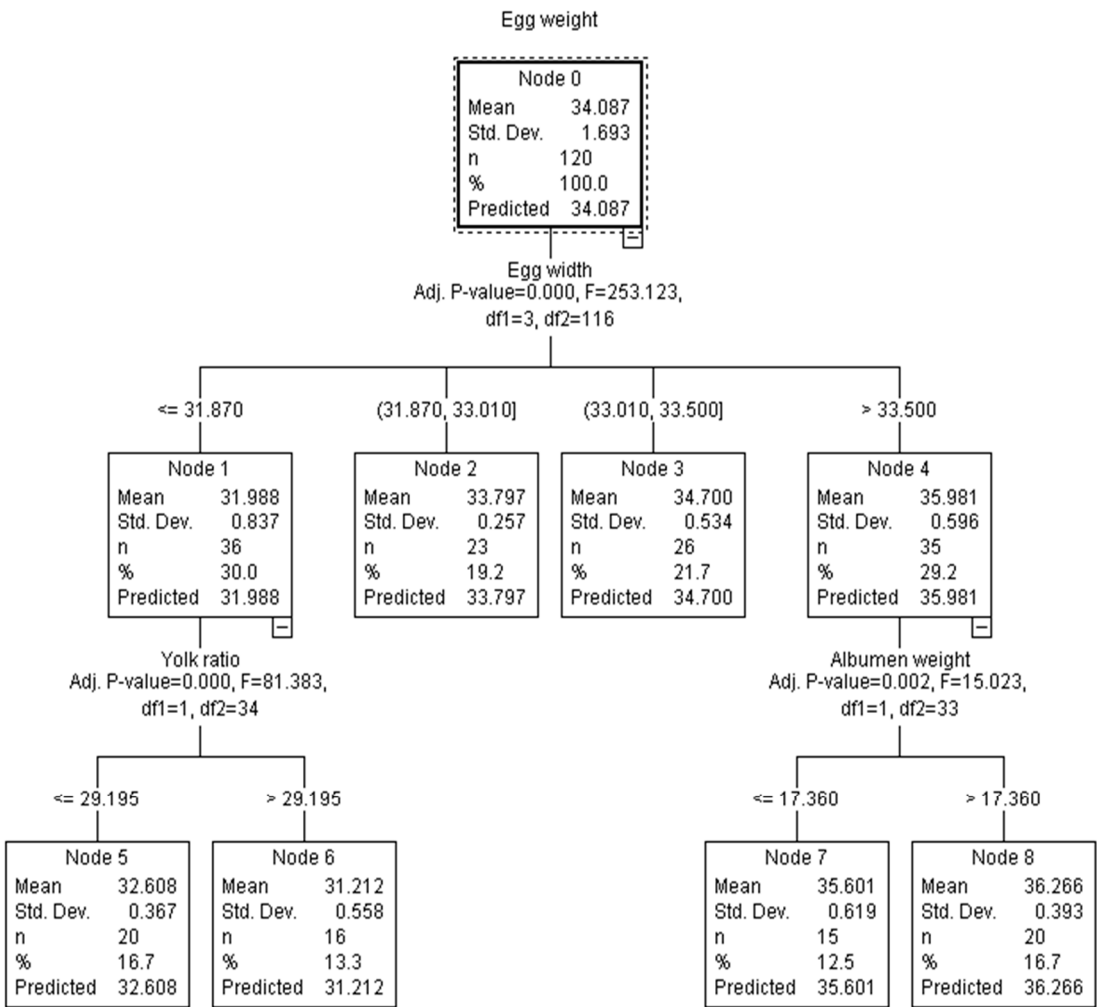 Egg weight
Node 0
Mean 34.087
Std. Dev. 1.693
n 120
% 100.0
Predicted 34.087
Egg width
Adj. P-value=0.000, F=253.123,
df1=3, df2=116
<= 31.870
(31.870, 33.010]
(33.010, 33.500]
> 33.500
Node 1
Mean 31.988
Std. Dev. 0.837
n 36
% 30.0
Predicted 31.988
Node 2
Mean 33.797
Std. Dev. 0.257
n 23
% 19.2
Predicted 33.797
Node 3
Mean 34.700
Std. Dev. 0.534
n 26
% 21.7
Predicted 34.700
Node 4
Mean 35.981
Std. Dev. 0.596
n 35
% 29.2
Predicted 35.981
Yolk ratio
Adj. P-value=0.000, F=81.383,
df1=1, df2=34
Albumen weight
Adj. P-value=0.002, F=15.023,
df1=1, df2=33
<= 29.195
> 29.195
<= 17.360
> 17.360
Node 5
Mean 32.608
Std. Dev. 0.367
n 20
% 16.7
Predicted 32.608
Node 6
Mean 31.212
Std. Dev. 0.558
n 16
% 13.3
Predicted 31.212
Node 7
Mean 35.601
Std. Dev. 0.619
n 15
% 12.5
Predicted 35.601
Node 8
Mean 36.266
Std. Dev. 0.393
n 20
% 16.7
Predicted 36.266